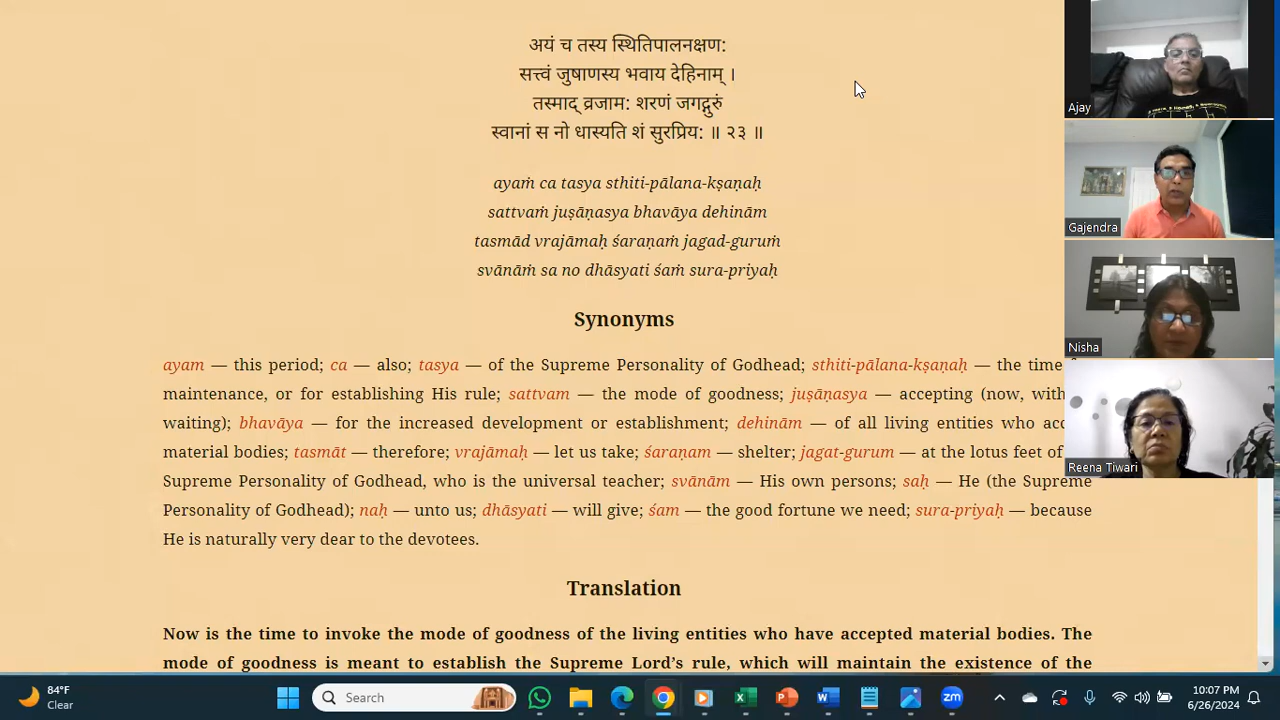 अयं च तस्य स्थितिपालनक्षण:
सत्त्वं जुषाणस्य भवाय देहिनाम् ।
तस्माद् व्रजाम: शरणं जगद्गुरुं
स्वानां स नो धास्यति शं सुरप्रिय: ॥ २३ ॥
ayaṁ ca tasya sthiti-pālana-kṣaṇaḥ
sattvaṁ juṣāṇasya bhavāya dehinām
tasmād vrajāmaḥ śaraṇaṁ jagad-guruṁ
svānāṁ sa no dhāsyati śaṁ sura-priyaḥ
Synonyms
ayam — this period; ca — also; tasya — of the Supreme Personality of Godhead; sthiti-pālana-kṣaṇaḥ — the time
maintenance, or for establishing His rule; sattvam — the mode of goodness; juṣāṇasya — accepting (now,
waiting); bhavāya — for the increased development or establishment; dehinām — of all living entities who
material bodies; tasmāt — therefore; vrajāmaḥ — let us take; śaraṇam — shelter; jagat-gurum — at the lotus feet of
Supreme Personality of Godhead, who is the universal teacher; svānām — His own persons; saḥ — He (the Supreme
Personality of Godhead); naḥ — unto us; dhāsyati — will give; śam — the good fortune we need; sura-priyaḥ — because
He is naturally very dear to the devotees.
Translation
Now is the time to invoke the mode of goodness of the living entities who have accepted material bodies. The
mode of goodness is meant to establish the Supreme Lord’s rule, which will maintain the existence of the
Ajay
Gajendra
Nisha
Reena Tiwari
84°F
Clear
Search
zm
10:07 PM
6/26/2024